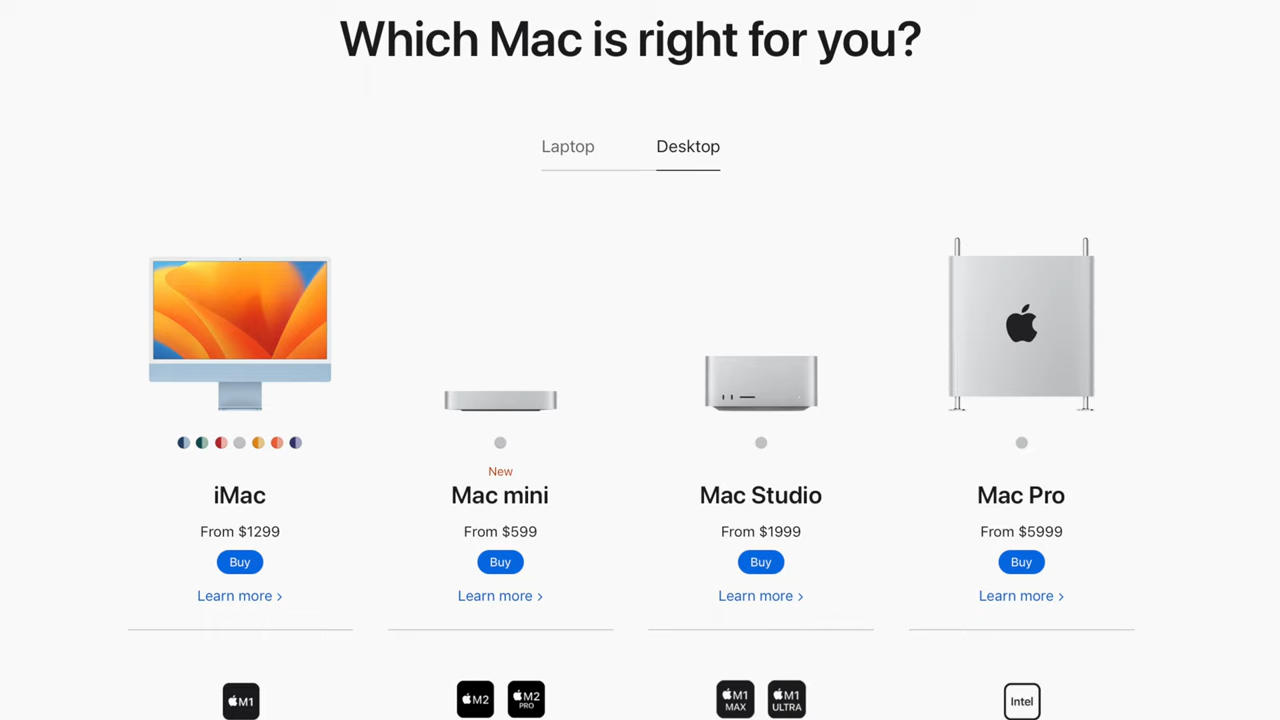 Which Mac is right for you?
Laptop
Desktop
New
iMac
Mac mini
Mac Studio
Mac Pro
From $1299
From $599
From $1999
From $5999
Buy
Buy
Buy
Buy
Learn more >
Learn more >
Learn more >
Learn more >
M1
M2
M2 PRO
M1 MAX
M1 ULTRA
Intel